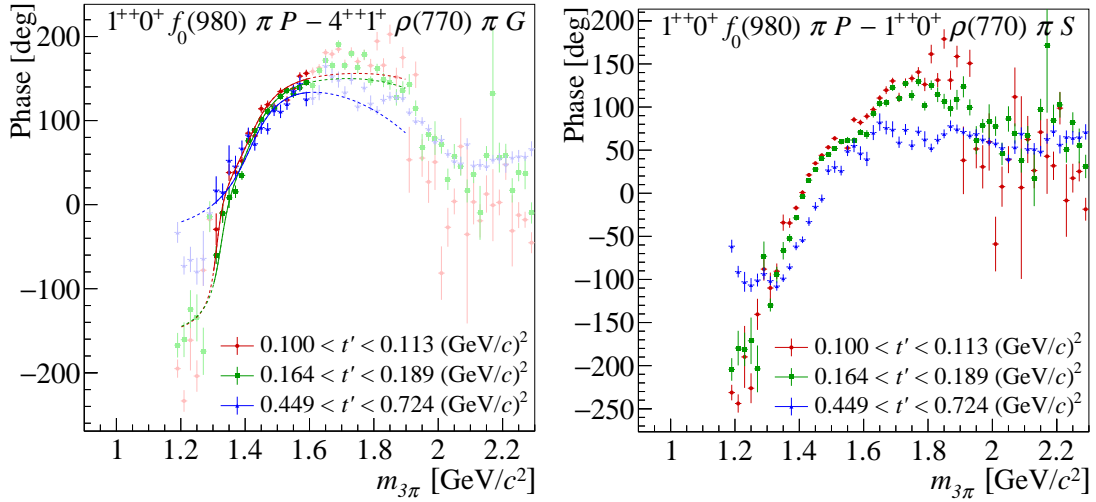 1⁺⁺0⁺ f₀(980) π P − 4⁺⁺1⁺ ρ(770) π G
Phase [deg]
200
100
0
−100
−200
0.100 < t′ < 0.113 (GeV/c)²
0.164 < t′ < 0.189 (GeV/c)²
0.449 < t′ < 0.724 (GeV/c)²
1 1.2 1.4 1.6 1.8 2 2.2
m₃π [GeV/c²]
1⁺⁺0⁺ f₀(980) π P − 1⁺⁺0⁺ ρ(770) π S
Phase [deg]
200
150
100
50
0
−50
−100
−150
−200
−250
0.100 < t′ < 0.113 (GeV/c)²
0.164 < t′ < 0.189 (GeV/c)²
0.449 < t′ < 0.724 (GeV/c)²
1 1.2 1.4 1.6 1.8 2 2.2
m₃π [GeV/c²]